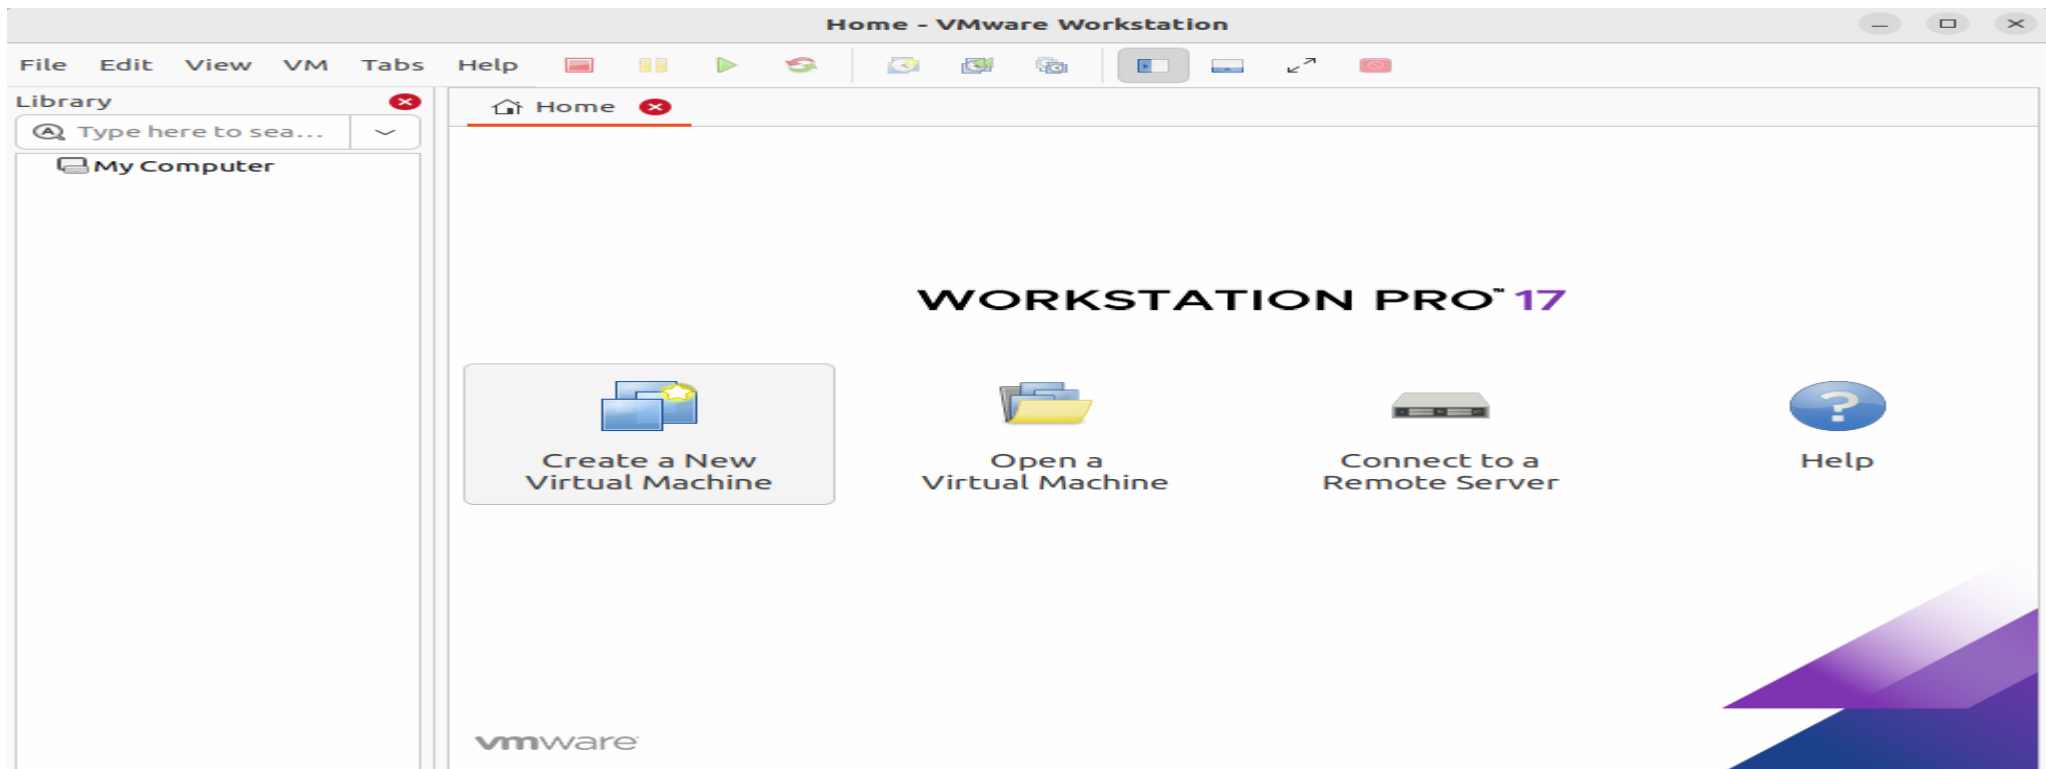 Home - VMware Workstation
File Edit View VM Tabs Help
Library
Type here to sea...
My Computer
Home
WORKSTATION PRO™ 17
Create a New
Virtual Machine
Open a
Virtual Machine
Connect to a
Remote Server
Help
vmware